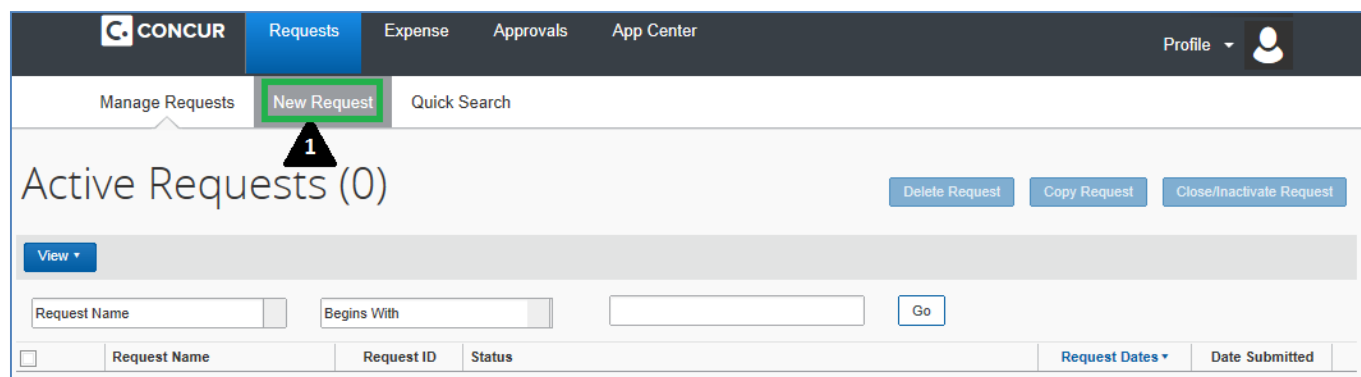 C. CONCUR Requests Expense Approvals App Center Profile
Manage Requests New Request Quick Search
1
Active Requests (0) Delete Request Copy Request Close/Inactivate Request
View
Request Name Begins With Go
Request Name Request ID Status Request Dates Date Submitted